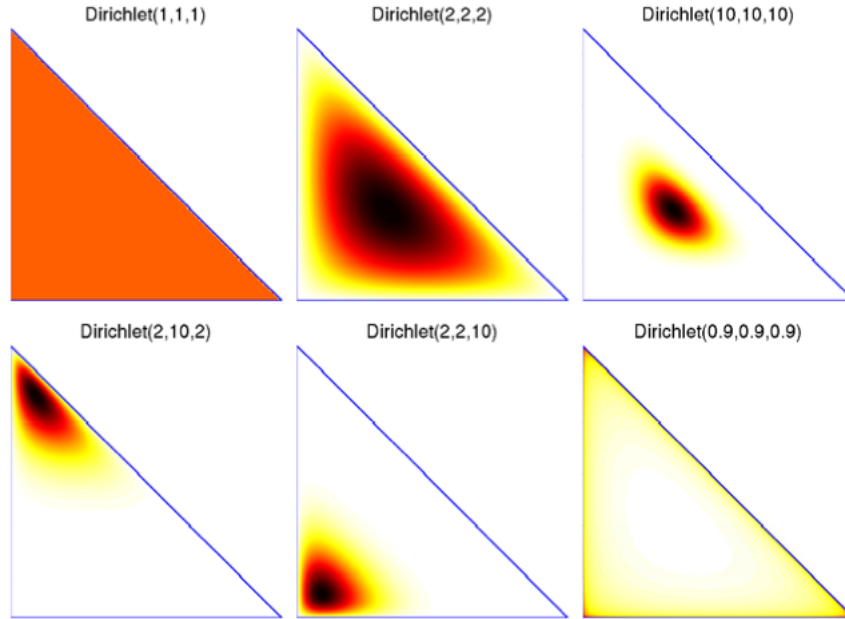 Dirichlet(1,1,1)
Dirichlet(2,2,2)
Dirichlet(10,10,10)
Dirichlet(2,10,2)
Dirichlet(2,2,10)
Dirichlet(0.9,0.9,0.9)